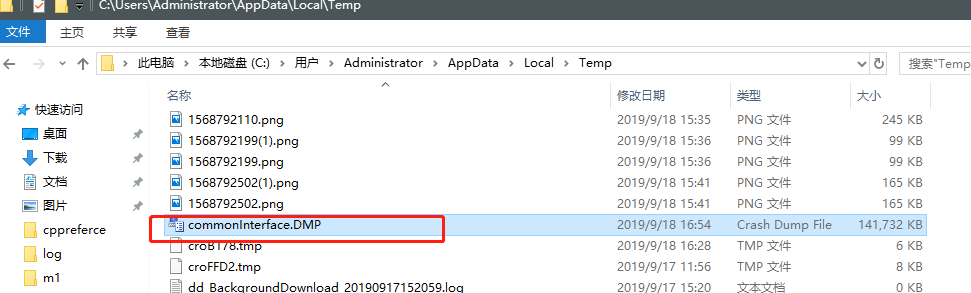 C:\Users\Administrator\AppData\Local\Temp
文件 主页 共享 查看
此电脑 › 本地磁盘 (C:) › 用户 › Administrator › AppData › Local › Temp 搜索"Temp
名称 修改日期 类型 大小
快速访问
桌面
下载
文档
图片
cppreferce
log
m1
1568792110.png 2019/9/18 15:35 PNG 文件 245 KB
1568792199(1).png 2019/9/18 15:36 PNG 文件 99 KB
1568792199.png 2019/9/18 15:36 PNG 文件 99 KB
1568792502(1).png 2019/9/18 15:41 PNG 文件 165 KB
1568792502.png 2019/9/18 15:41 PNG 文件 165 KB
commonInterface.DMP 2019/9/18 16:54 Crash Dump File 141,732 KB
croB178.tmp 2019/9/18 16:28 TMP 文件 6 KB
croFFD2.tmp 2019/9/17 11:56 TMP 文件 8 KB
dd_BackgroundDownload_20190917152059.log 2019/9/17 15:20 文本文档 5 KB